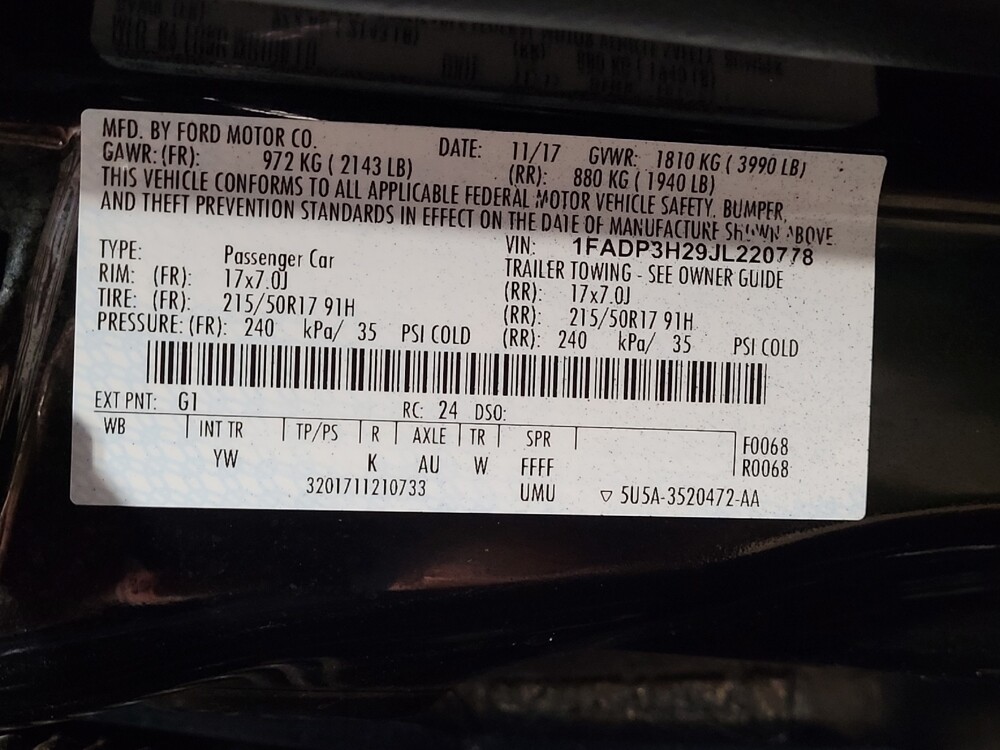 MFD. BY FORD MOTOR CO. DATE: 11/17 GVWR: 1810 KG ( 3990 LB)
GAWR: (FR): 972 KG ( 2143 LB) (RR): 880 KG ( 1940 LB)
THIS VEHICLE CONFORMS TO ALL APPLICABLE FEDERAL MOTOR VEHICLE SAFETY, BUMPER,
AND THEFT PREVENTION STANDARDS IN EFFECT ON THE DATE OF MANUFACTURE SHOWN ABOVE.
VIN: 1FADP3H29JL220778
TYPE: Passenger Car TRAILER TOWING - SEE OWNER GUIDE
RIM: (FR): 17x7.0J (RR): 17x7.0J
TIRE: (FR): 215/50R17 91H (RR): 215/50R17 91H
PRESSURE: (FR): 240 kPa/ 35 PSI COLD (RR): 240 kPa/ 35 PSI COLD
EXT PNT: G1 RC: 24 DSO:
WB INT TR TP/PS R AXLE TR SPR F0068
YW K AU W FFFF R0068
3201711210733 UMU ▽ 5U5A-3520472-AA